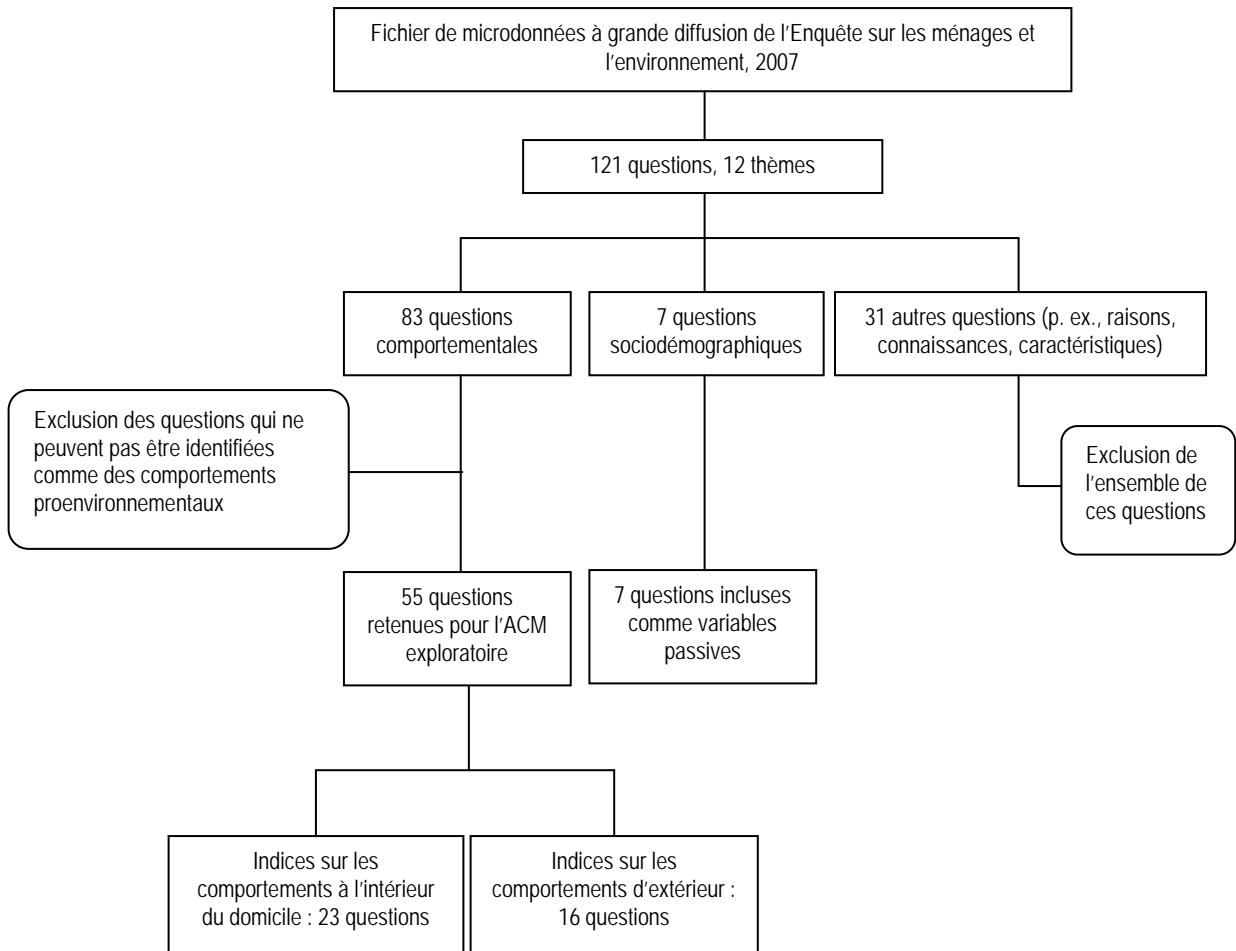 Fichier de microdonnées à grande diffusion de l’Enquête sur les ménages et
l’environnement, 2007
121 questions, 12 thèmes
83 questions
comportementales
7 questions
sociodémographiques
31 autres questions (p. ex., raisons,
connaissances, caractéristiques)
Exclusion des questions qui ne
peuvent pas être identifiées
comme des comportements
proenvironnementaux
Exclusion de
l’ensemble de
ces questions
55 questions
retenues pour l’ACM
exploratoire
7 questions incluses
comme variables
passives
Indices sur les
comportements à l’intérieur
du domicile : 23 questions
Indices sur les
comportements d’extérieur :
16 questions